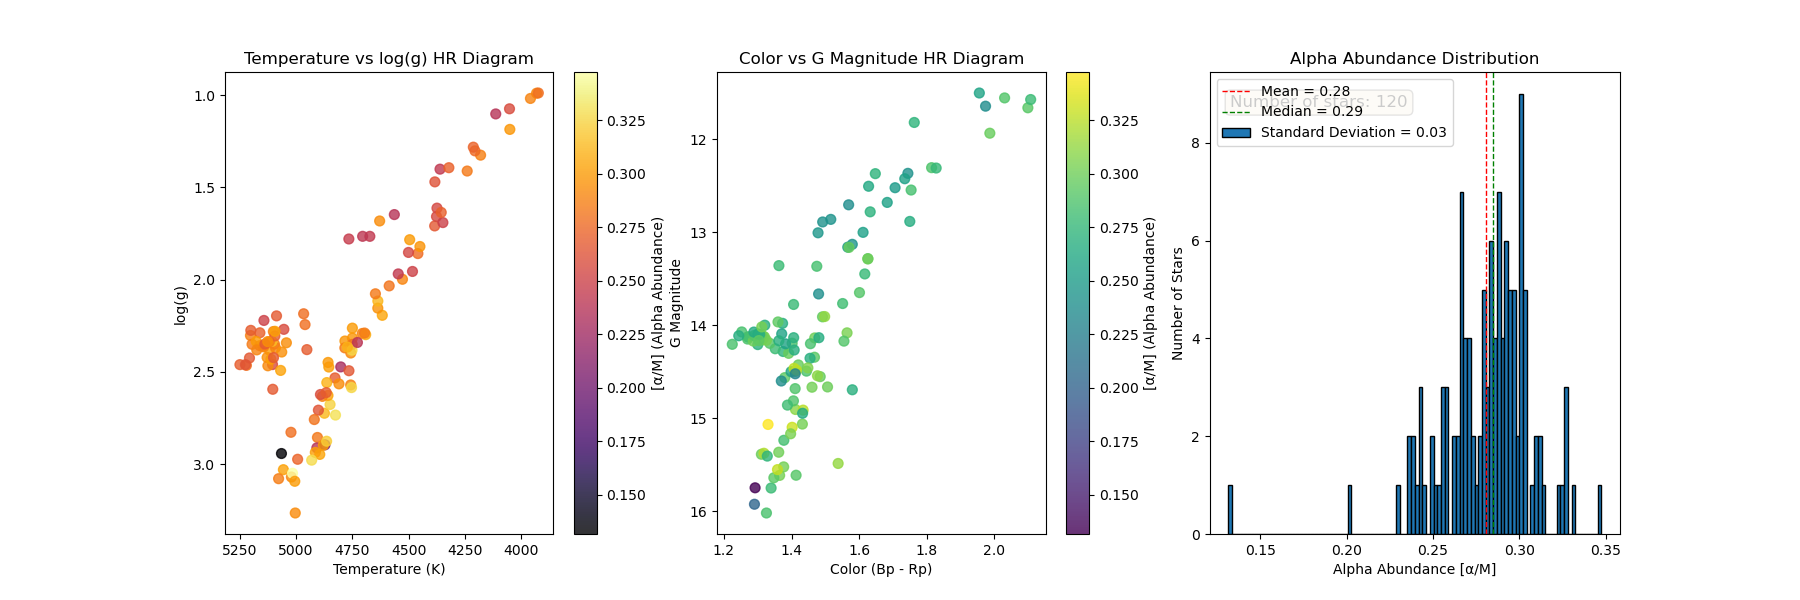 Temperature vs log(g) HR Diagram
1.0
1.5
2.0
2.5
3.0
log(g)
5250 5000 4750 4500 4250 4000
Temperature (K)
0.325
0.300
0.275
0.250
0.225
0.200
0.175
0.150
[α/M] (Alpha Abundance)
Color vs G Magnitude HR Diagram
12
13
14
15
16
G Magnitude
1.2 1.4 1.6 1.8 2.0
Color (Bp - Rp)
0.325
0.300
0.275
0.250
0.225
0.200
0.175
0.150
[α/M] (Alpha Abundance)
Alpha Abundance Distribution
Number of stars: 120
Mean = 0.28
Median = 0.29
Standard Deviation = 0.03
8
6
4
2
0
Number of Stars
0.15 0.20 0.25 0.30 0.35
Alpha Abundance [α/M]